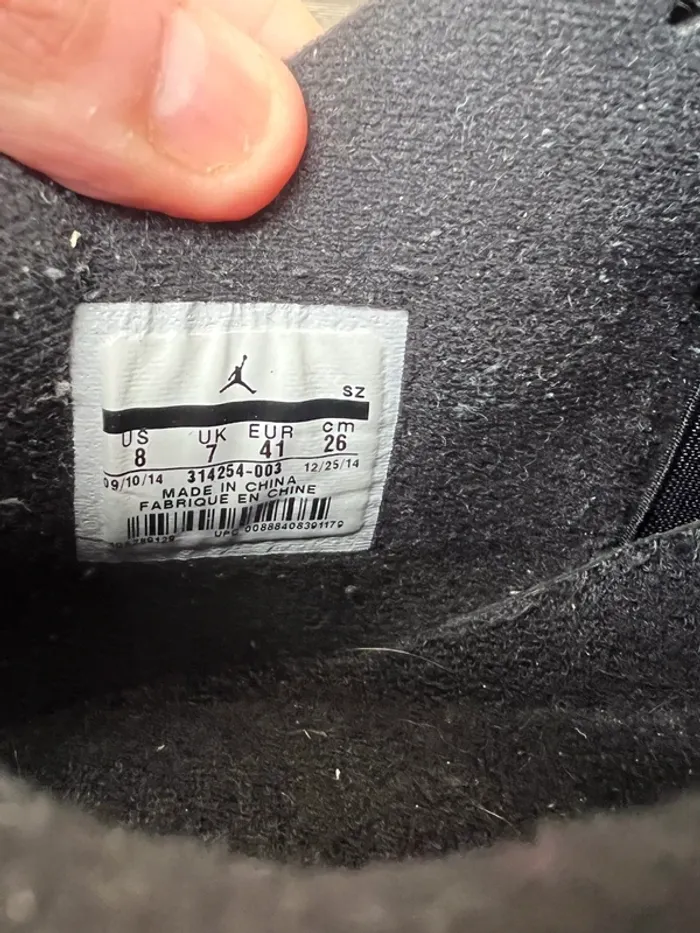 SZ
US UK EUR cm
8 7 41 26
09/10/14 314254-003 12/25/14
MADE IN CHINA
FABRIQUE EN CHINE
UPC 00888408391179